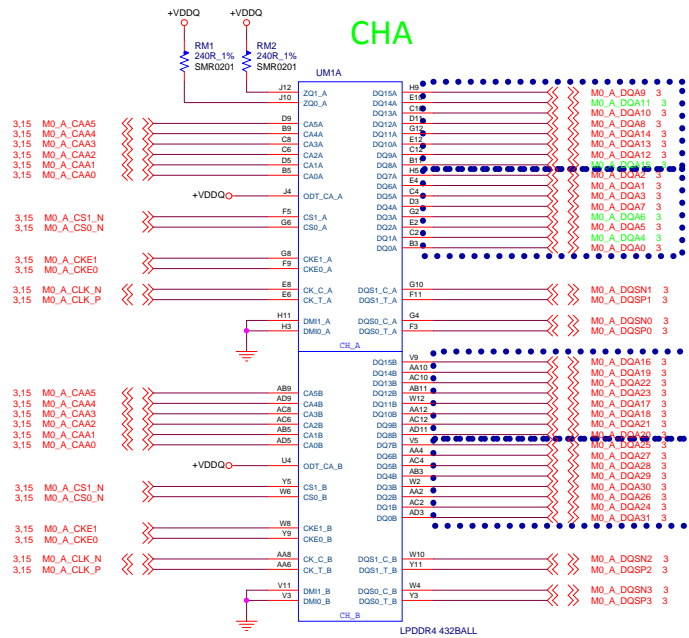 CHA
+VDDQ +VDDQ
RM1 RM2
240R_1% 240R_1%
SMR0201 SMR0201
UM1A
J12 ZQ1_A DQ15A H9 M0_A_DQA9 3
J10 ZQ0_A DQ14A E10 M0_A_DQA11 3
DQ13A C10 M0_A_DQA10 3
3,15 M0_A_CAA5 D9 CA5A DQ12A D11 M0_A_DQA8 3
3,15 M0_A_CAA4 B9 CA4A DQ11A G12 M0_A_DQA14 3
3,15 M0_A_CAA3 C8 CA3A DQ10A E12 M0_A_DQA13 3
3,15 M0_A_CAA2 C6 CA2A DQ9A C12 M0_A_DQA12 3
3,15 M0_A_CAA1 D5 CA1A DQ8A B11 M0_A_DQA15 3
3,15 M0_A_CAA0 B5 CA0A DQ7A H5 M0_A_DQA2 3
DQ6A E4 M0_A_DQA1 3
+VDDQ J4 ODT_CA_A DQ5A C4 M0_A_DQA3 3
DQ4A D3 M0_A_DQA7 3
3,15 M0_A_CS1_N F5 CS1_A DQ3A G2 M0_A_DQA6 3
3,15 M0_A_CS0_N G6 CS0_A DQ2A E2 M0_A_DQA5 3
DQ1A C2 M0_A_DQA4 3
DQ0A B3 M0_A_DQA0 3
3,15 M0_A_CKE1 G8 CKE1_A
3,15 M0_A_CKE0 F9 CKE0_A
3,15 M0_A_CLK_N E8 CK_C_A DQS1_C_A G10 M0_A_DQSN1 3
3,15 M0_A_CLK_P E6 CK_T_A DQS1_T_A F11 M0_A_DQSP1 3
H11 DMI1_A DQS0_C_A G4 M0_A_DQSN0 3
H3 DMI0_A DQS0_T_A F3 M0_A_DQSP0 3
CH_A
DQ15B V9 M0_A_DQA16 3
DQ14B AA10 M0_A_DQA19 3
DQ13B AC10 M0_A_DQA22 3
3,15 M0_A_CAA5 AB9 CA5B DQ12B AB11 M0_A_DQA23 3
3,15 M0_A_CAA4 AD9 CA4B DQ11B W12 M0_A_DQA17 3
3,15 M0_A_CAA3 AC8 CA3B DQ10B AA12 M0_A_DQA18 3
3,15 M0_A_CAA2 AC6 CA2B DQ9B AC12 M0_A_DQA21 3
3,15 M0_A_CAA1 AB5 CA1B DQ8B AD11 M0_A_DQA20 3
3,15 M0_A_CAA0 AD5 CA0B DQ7B V5 M0_A_DQA25 3
DQ6B AA4 M0_A_DQA27 3
+VDDQ U4 ODT_CA_B DQ5B AC4 M0_A_DQA28 3
DQ4B AB3 M0_A_DQA29 3
3,15 M0_A_CS1_N Y5 CS1_B DQ3B W2 M0_A_DQA30 3
3,15 M0_A_CS0_N W6 CS0_B DQ2B AA2 M0_A_DQA26 3
DQ1B AC2 M0_A_DQA24 3
DQ0B AD3 M0_A_DQA31 3
3,15 M0_A_CKE1 W8 CKE1_B
3,15 M0_A_CKE0 Y9 CKE0_B
3,15 M0_A_CLK_N AA8 CK_C_B DQS1_C_B W10 M0_A_DQSN2 3
3,15 M0_A_CLK_P AA6 CK_T_B DQS1_T_B Y11 M0_A_DQSP2 3
V11 DMI1_B DQS0_C_B W4 M0_A_DQSN3 3
V3 DMI0_B DQS0_T_B Y3 M0_A_DQSP3 3
CH_B
LPDDR4 432BALL